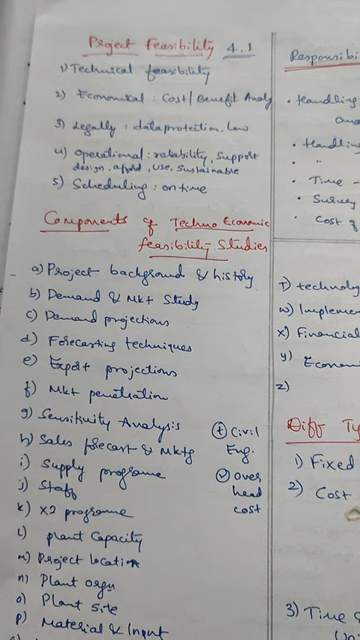 Project Feasibility 4.1
1) Technical feasibility
2) Economical : Cost/Benefit Analy
3) Legally : data protection, law
4) Operational : reliability, support
design, afford, use, sustainable
5) Scheduling : on time
Components of Techno Economic
feasibility Studies
a) Project background & history
b) Demand & Mkt Study
c) Demand projections
d) Forecasting techniques
e) Export projections
f) Mkt penetration
g) Sensitivity Analysis
h) Sales forecast & Mktg
i) Supply programme
j) Staff
k) programme
l) plant Capacity
m) Project location
n) Plant orgn
o) Plant site
p) Material & Input
t) Civil
Eng.
over
head
cost
Responsibi
• Handling
• Handling
"
• Time -
• Survey
• Cost of
technology
w) Implemen
x) Financial
y) Econom
z)
Diff Ty
1) Fixed
2) Cost
3) Time